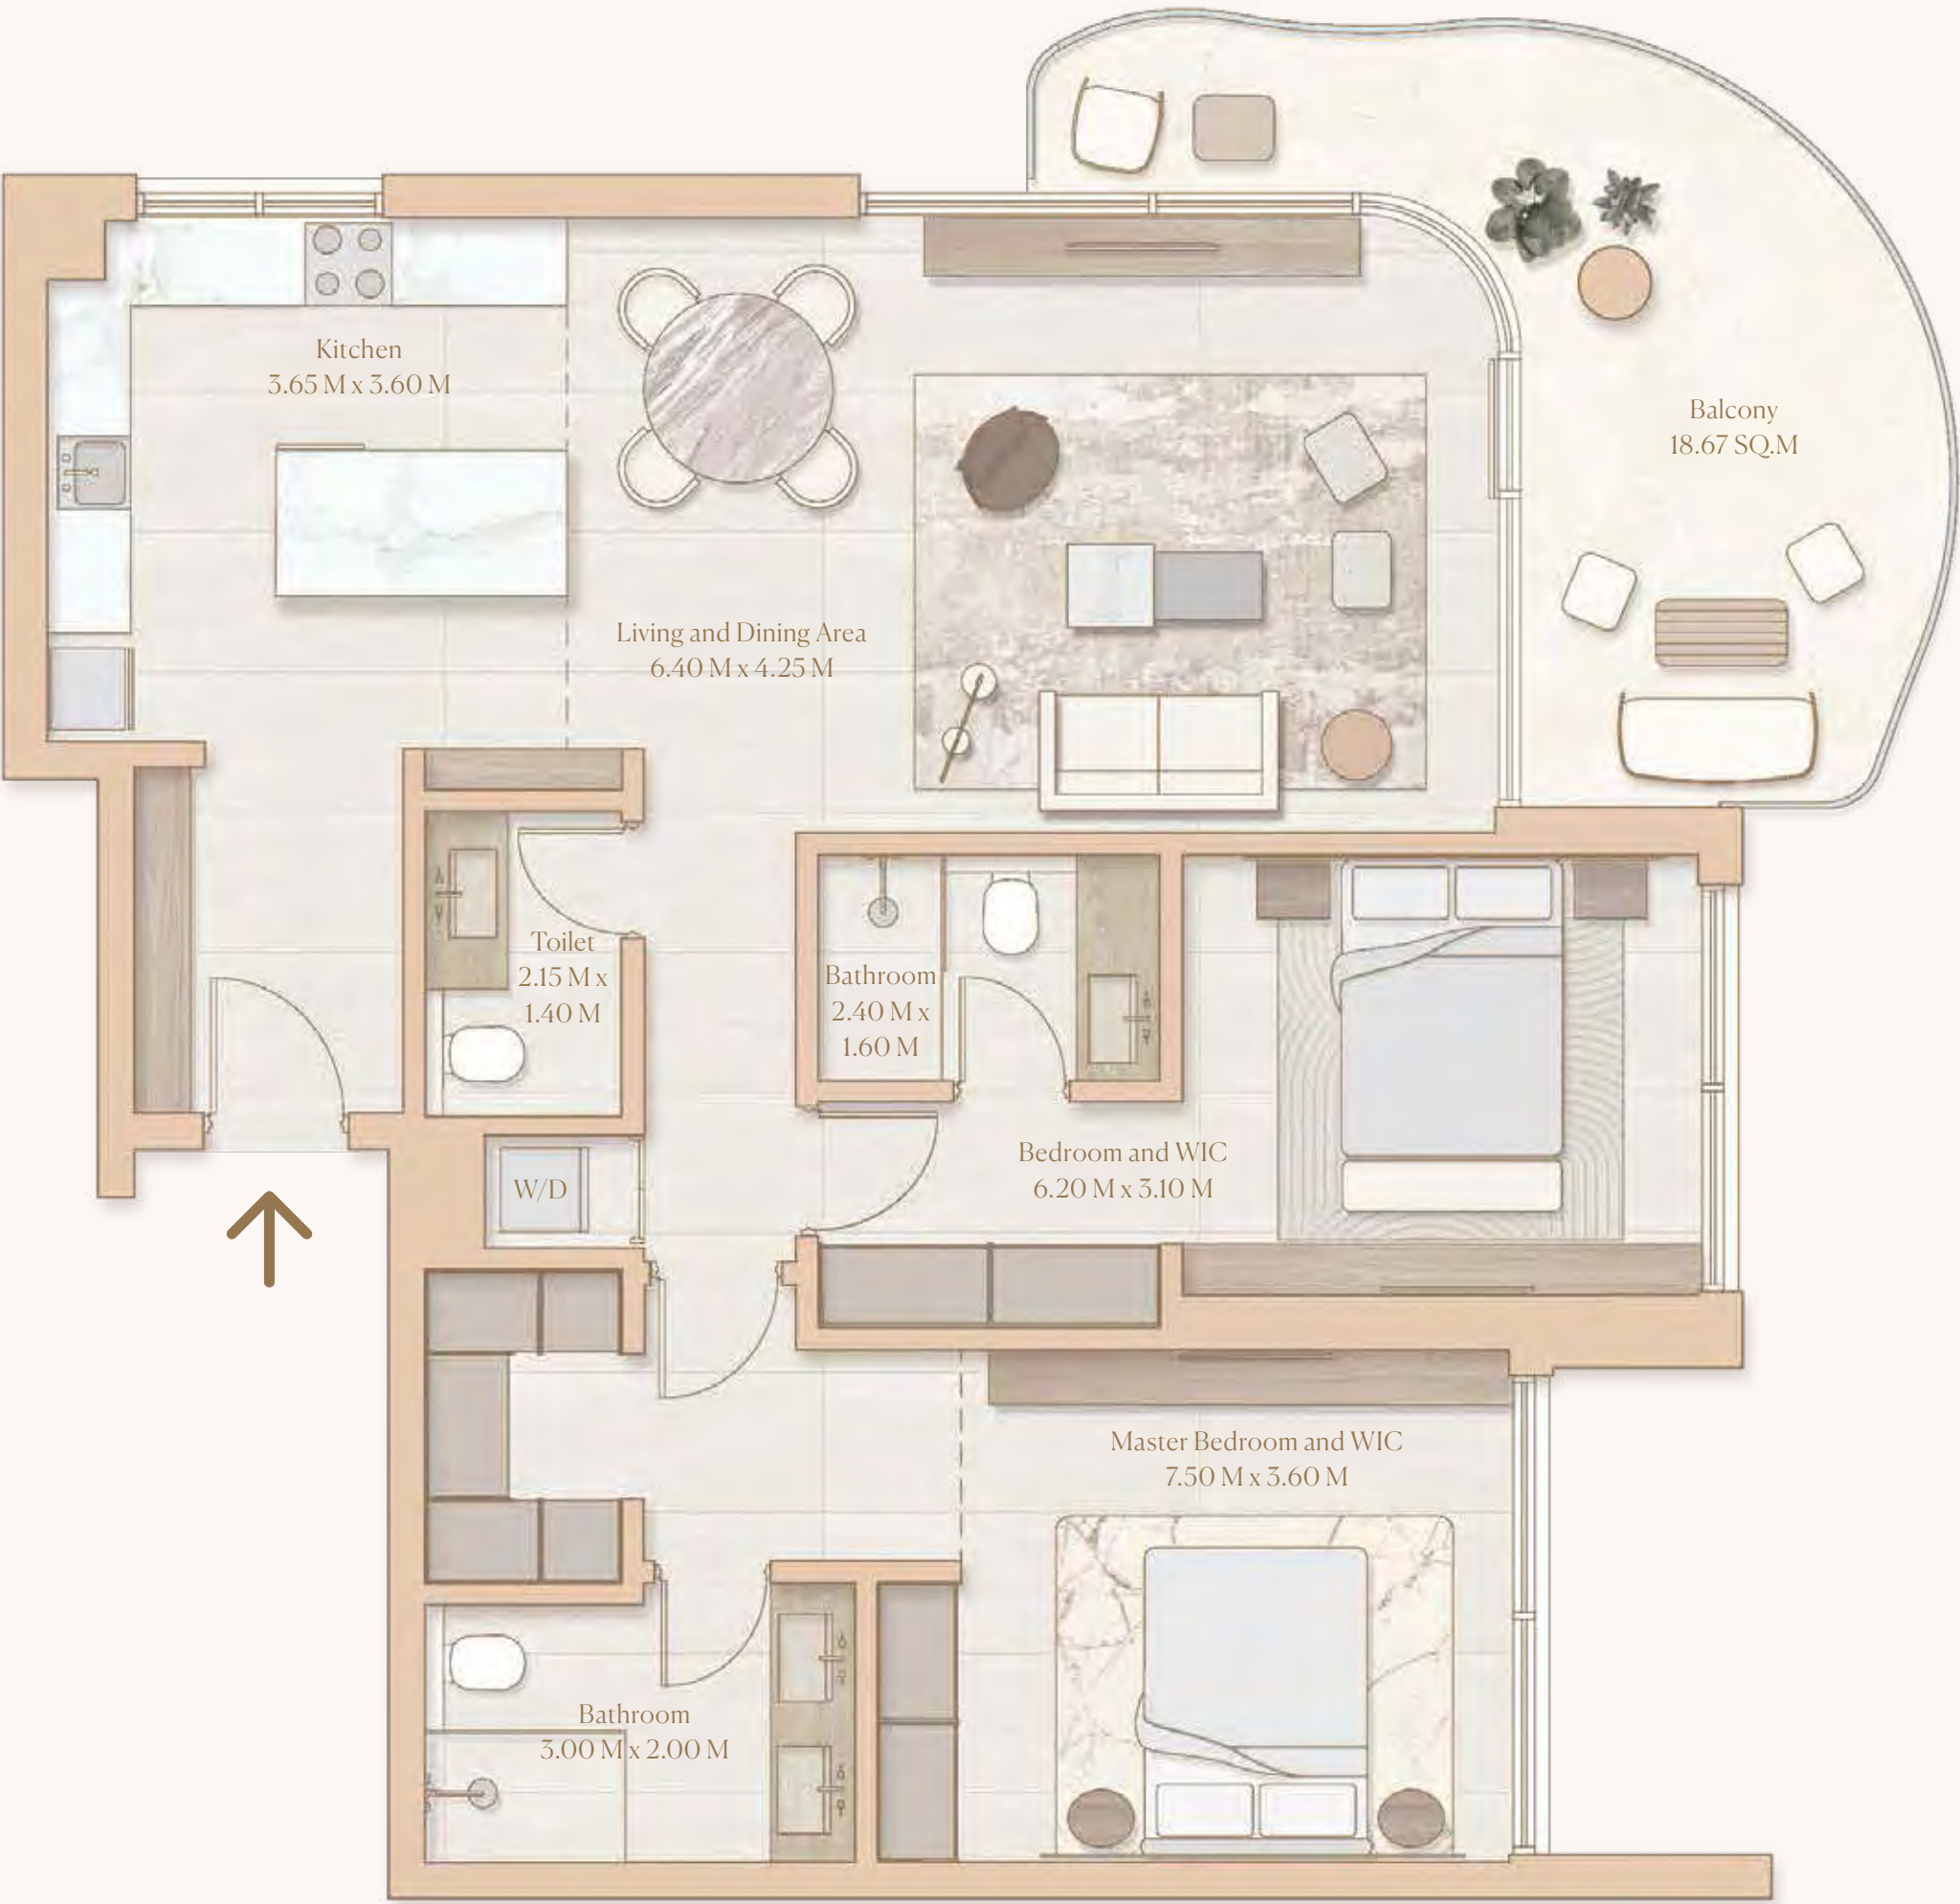 Kitchen
3.65 M x 3.60 M
Balcony
18.67 SQ.M
Living and Dining Area
6.40 M x 4.25 M
Toilet
2.15 M x
1.40 M
Bathroom
2.40 M x
1.60 M
Bedroom and WIC
6.20 M x 3.10 M
W/D
Master Bedroom and WIC
7.50 M x 3.60 M
Bathroom
3.00 M x 2.00 M